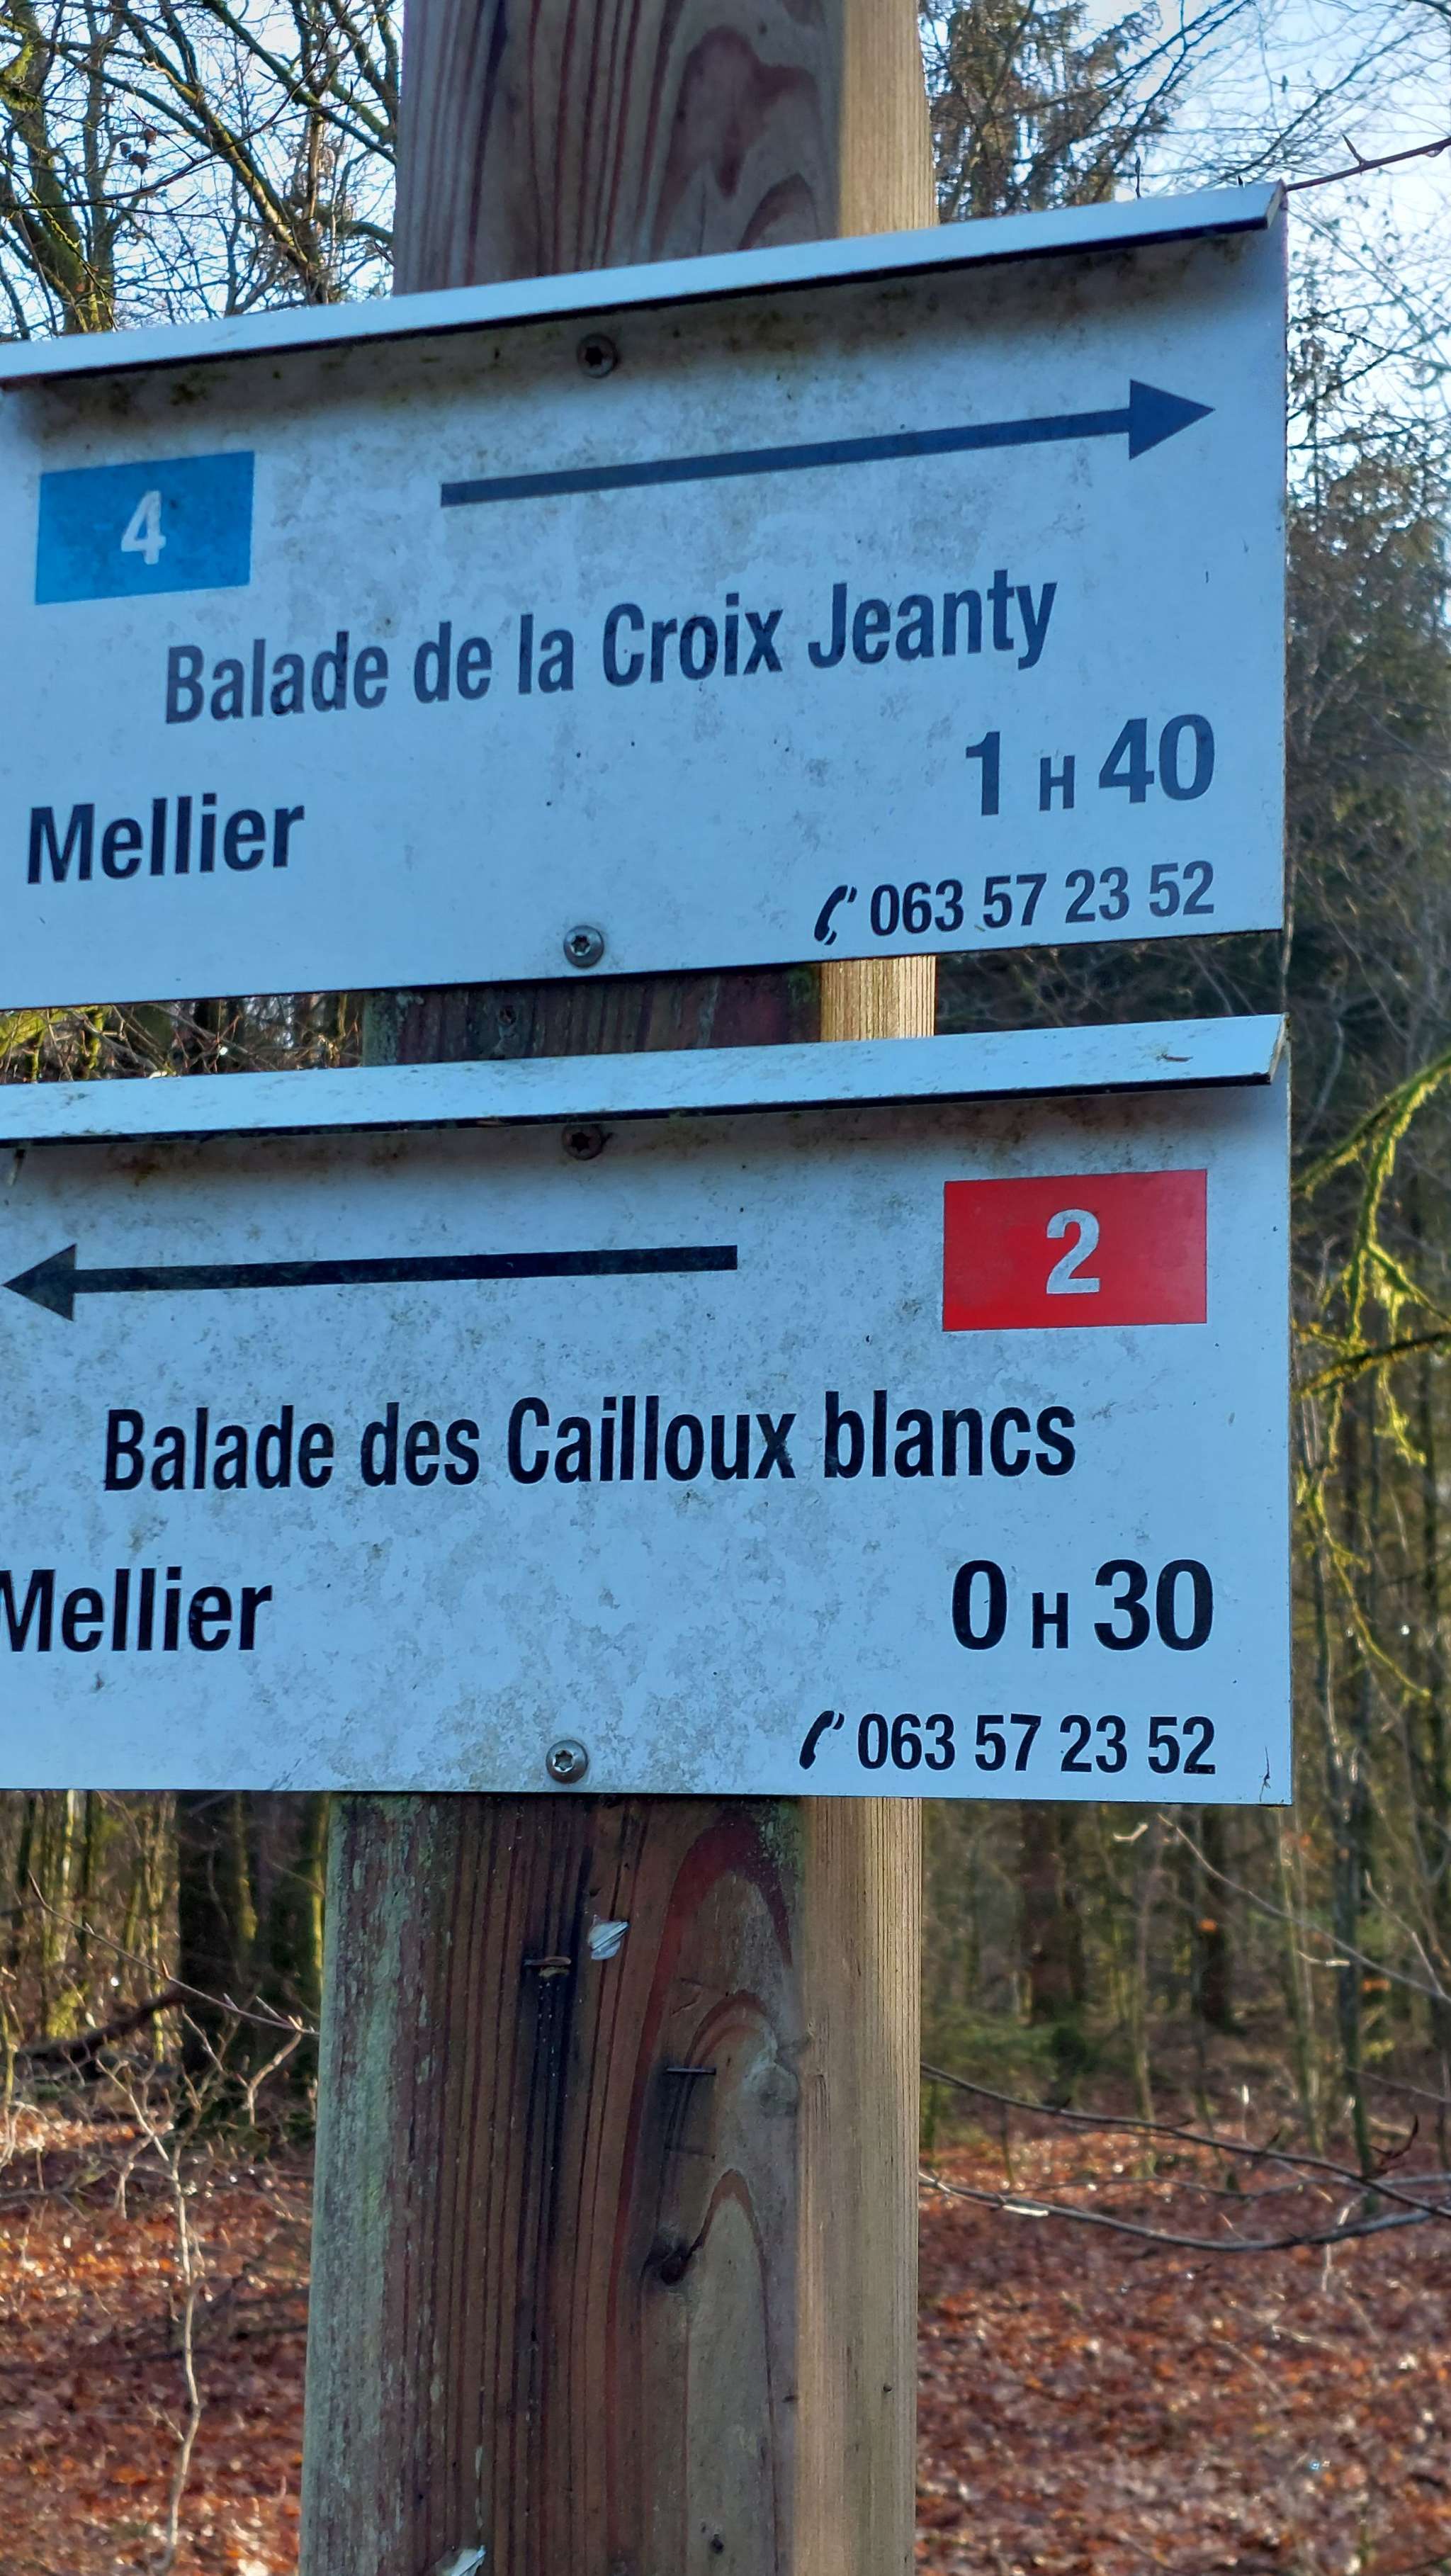 4
Balade de la Croix Jeanty
1 H 40
Mellier
063 57 23 52
2
Balade des Cailloux blancs
Mellier 0 H 30
063 57 23 52